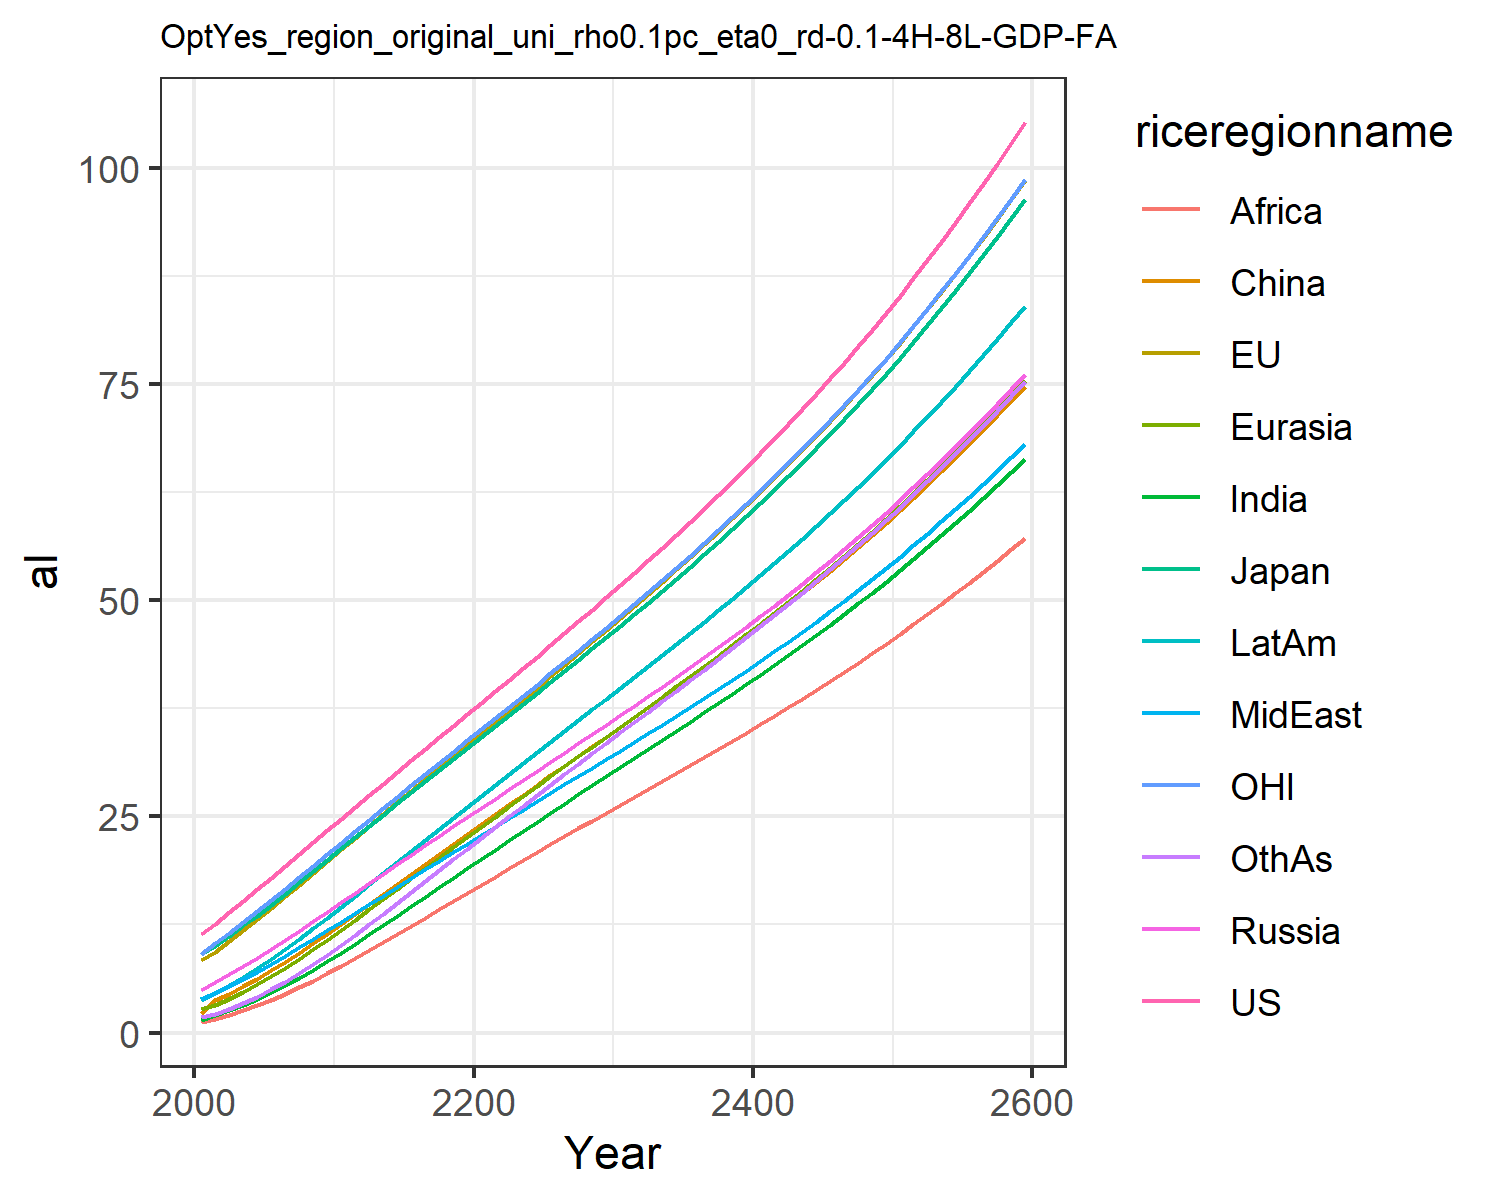 OptYes_region_original_uni_rho0.1pc_eta0_rd-0.1-4H-8L-GDP-FA
100
75
50
25
0
al
2000 2200 2400 2600
Year
riceregionname
Africa
China
EU
Eurasia
India
Japan
LatAm
MidEast
OHI
OthAs
Russia
US